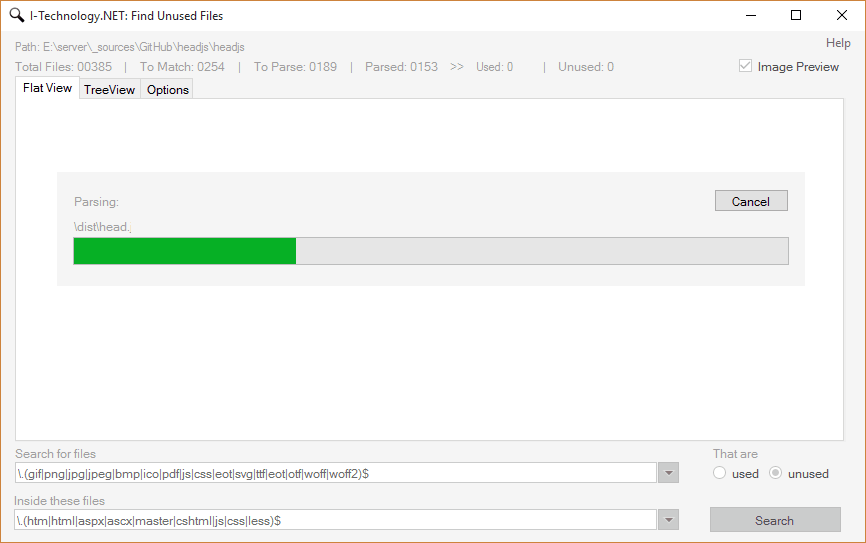 I-Technology.NET: Find Unused Files
Path: E:\server\_sources\GitHub\headjs\headjs
Help
Total Files: 00385 | To Match: 0254 | To Parse: 0189 | Parsed: 0153 >> Used: 0 | Unused: 0
Image Preview
Flat View TreeView Options
Parsing:
Cancel
\dist\head.
Search for files
That are
\.(gif|png|jpg|jpeg|bmp|ico|pdf|js|css|eot|svg|ttf|eot|otf|woff|woff2)$
used unused
Inside these files
\.(htm|html|aspx|ascx|master|cshtml|js|css|less)$
Search